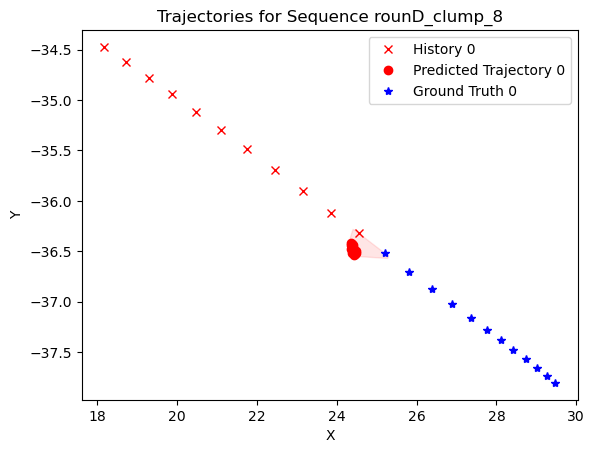 Trajectories for Sequence rounD_clump_8
History 0
Predicted Trajectory 0
Ground Truth 0
Y
−34.5
−35.0
−35.5
−36.0
−36.5
−37.0
−37.5
18 20 22 24 26 28 30
X